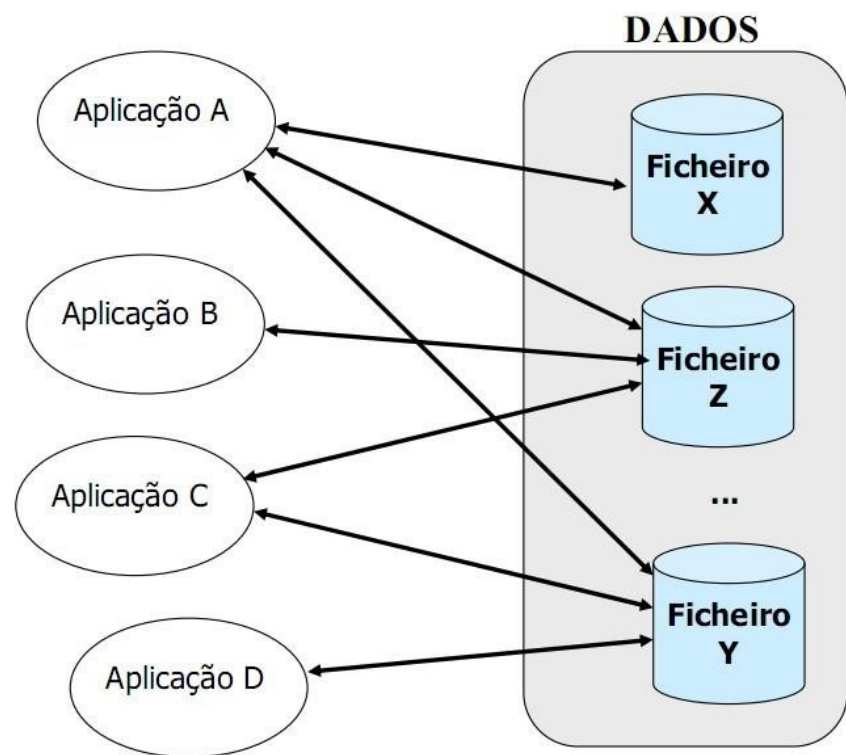 DADOS
Aplicação A
Ficheiro
X
Aplicação B
Ficheiro
Z
Aplicação C
...
Ficheiro
Y
Aplicação D